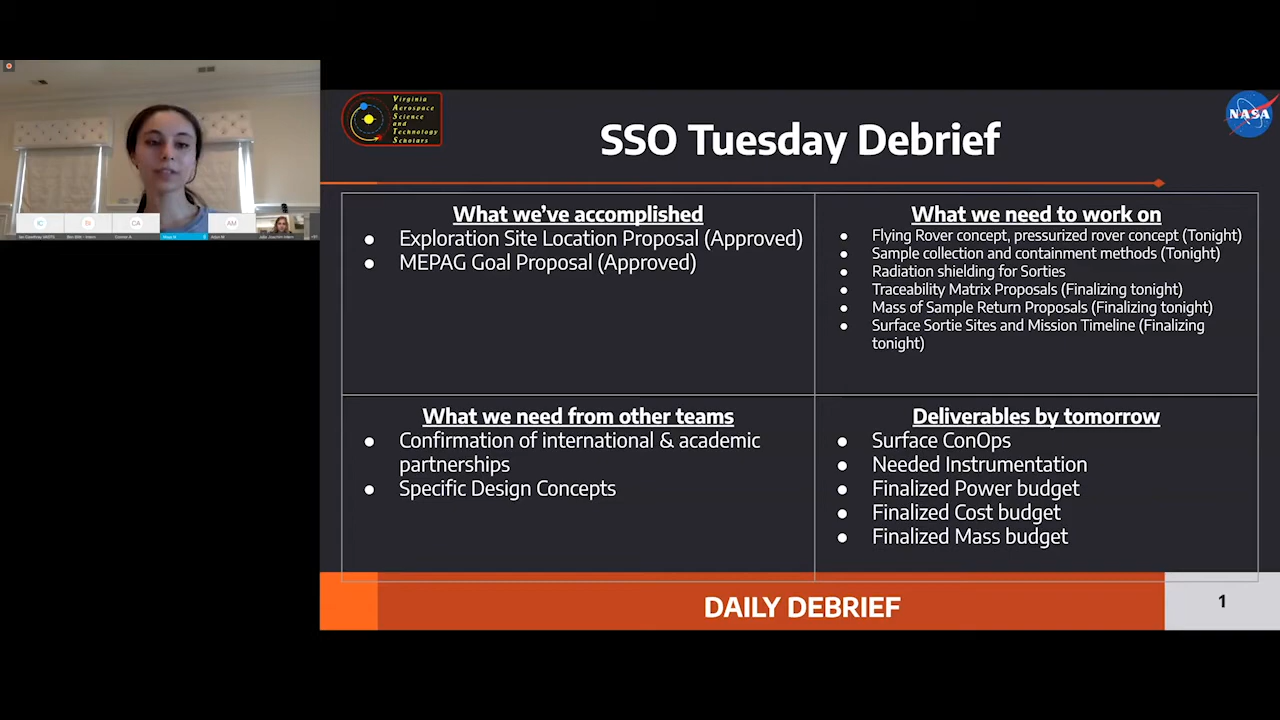 Virginia
Aerospace
Science
and
Technology
Scholars
NASA
SSO Tuesday Debrief
What we've accomplished
● Exploration Site Location Proposal (Approved)
● MEPAG Goal Proposal (Approved)
What we need to work on
● Flying Rover concept, pressurized rover concept (Tonight)
● Sample collection and containment methods (Tonight)
● Radiation shielding for Sorties
● Traceability Matrix Proposals (Finalizing tonight)
● Mass of Sample Return Proposals (Finalizing tonight)
● Surface Sortie Sites and Mission Timeline (Finalizing
tonight)
What we need from other teams
● Confirmation of international & academic
partnerships
● Specific Design Concepts
Deliverables by tomorrow
● Surface ConOps
● Needed Instrumentation
● Finalized Power budget
● Finalized Cost budget
● Finalized Mass budget
DAILY DEBRIEF
1
IC
BI
CA
AM